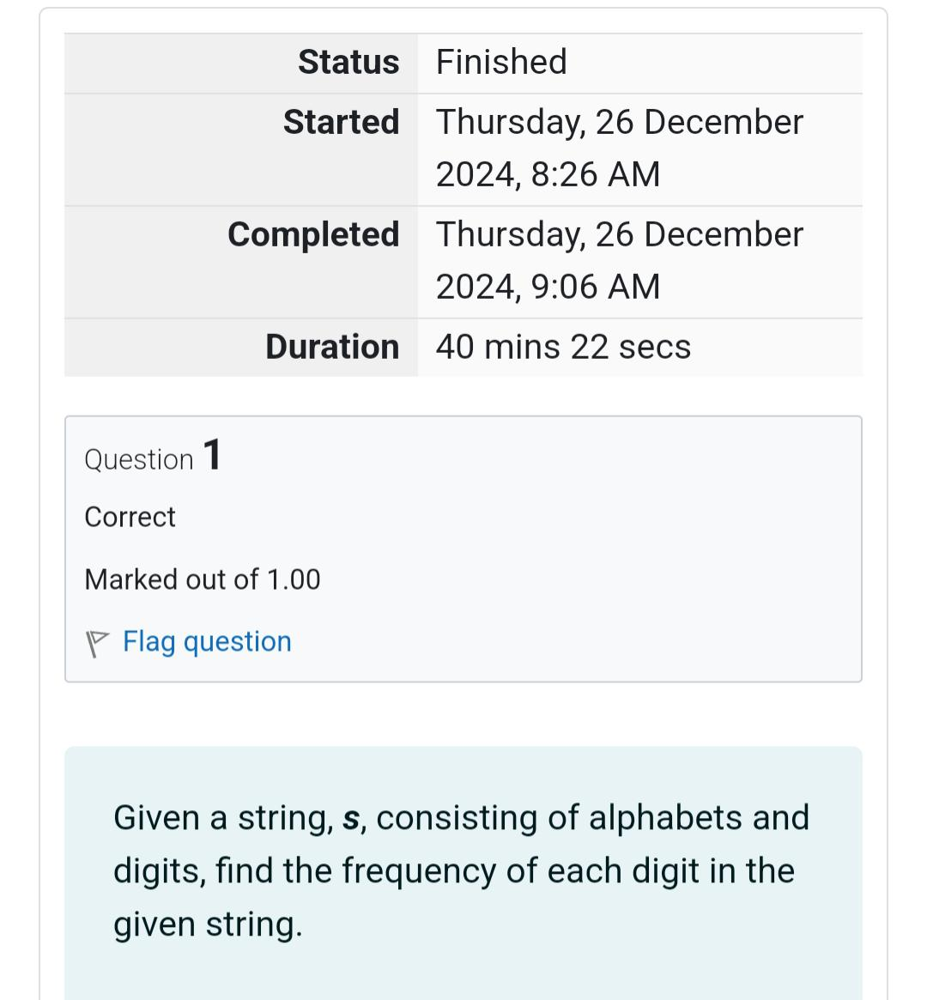 Status Finished
Started Thursday, 26 December
2024, 8:26 AM
Completed Thursday, 26 December
2024, 9:06 AM
Duration 40 mins 22 secs
Question 1
Correct
Marked out of 1.00
Flag question
Given a string, s, consisting of alphabets and
digits, find the frequency of each digit in the
given string.